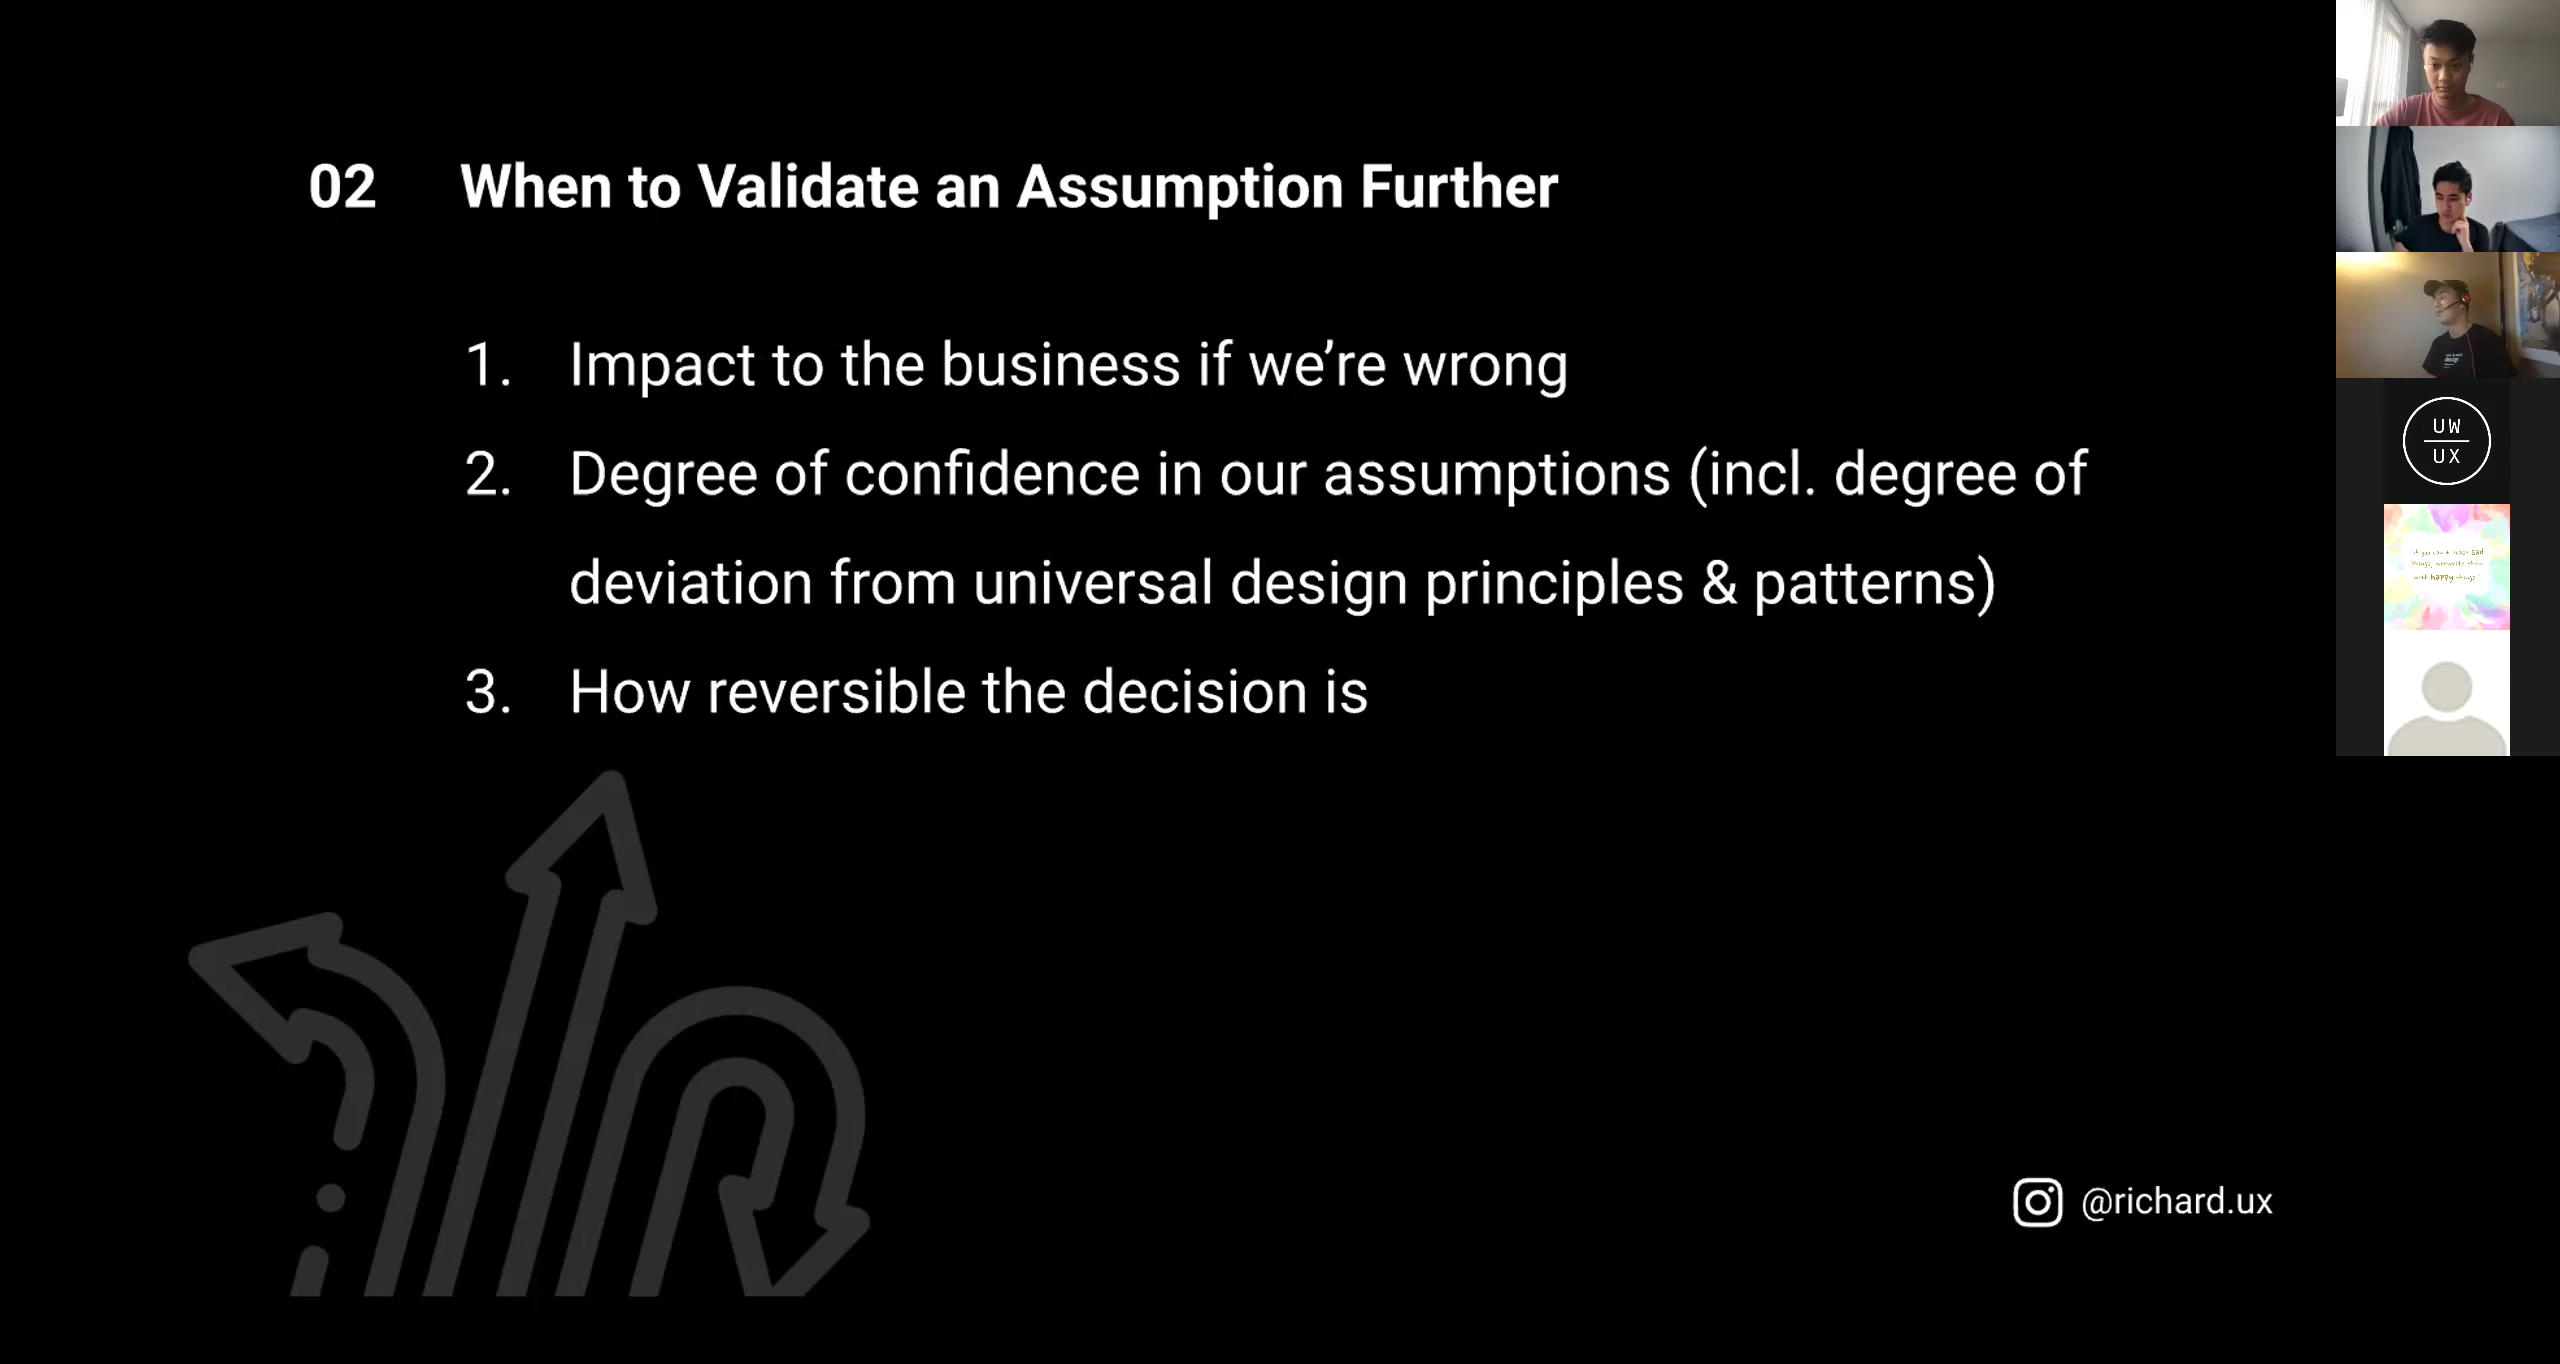 02 When to Validate an Assumption Further
1. Impact to the business if we’re wrong
2. Degree of confidence in our assumptions (incl. degree of
deviation from universal design principles & patterns)
3. How reversible the decision is
@richard.ux
UW
UX
sad
happy